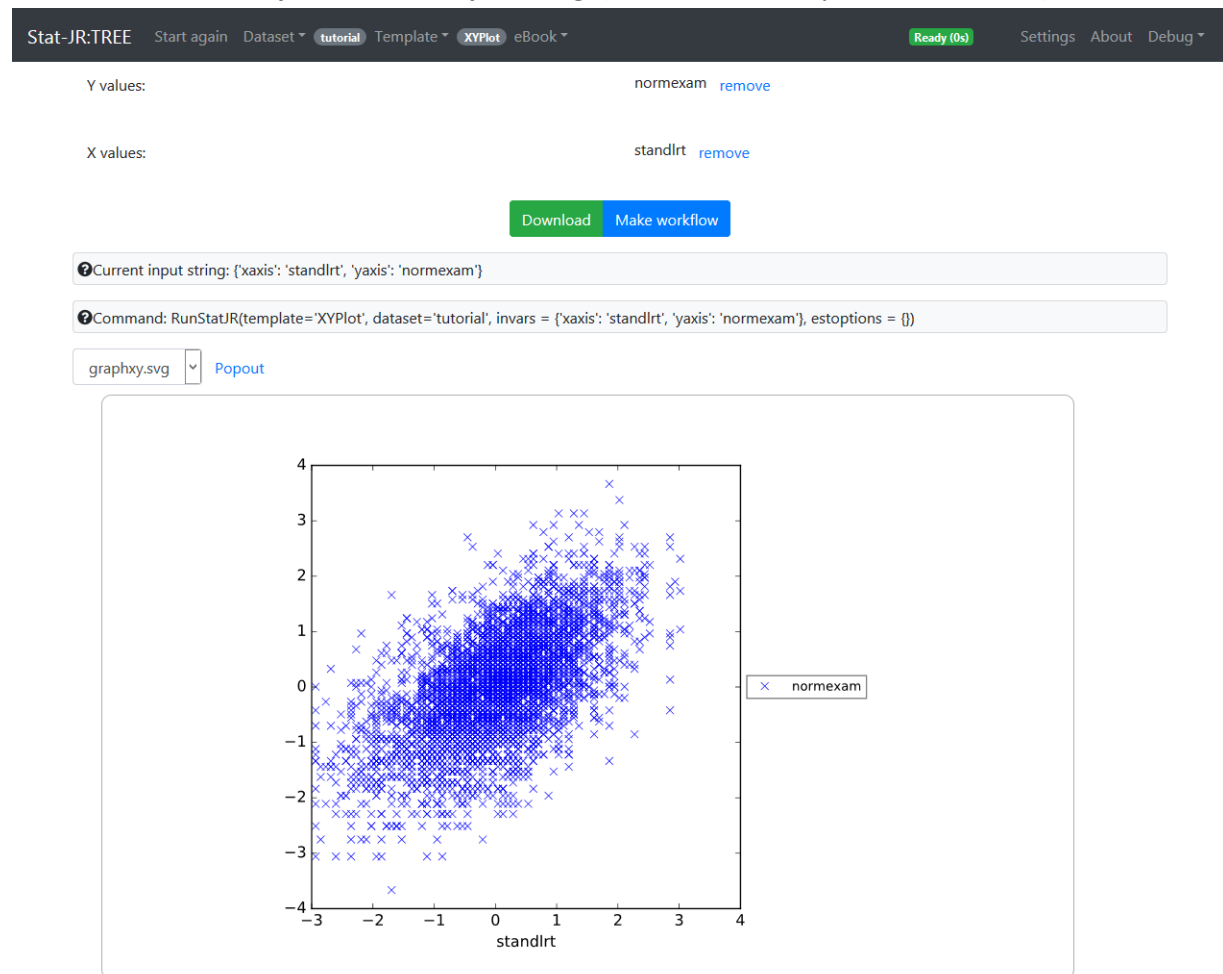 Stat-JR:TREE Start again Dataset tutorial Template XYPlot eBook Ready (0s) Settings About Debug
Y values: normexam remove
X values: standlrt remove
Download Make workflow
?Current input string: {'xaxis': 'standlrt', 'yaxis': 'normexam'}
?Command: RunStatJR(template='XYPlot', dataset='tutorial', invars = {'xaxis': 'standlrt', 'yaxis': 'normexam'}, estoptions = {})
graphxy.svg Popout
4
3
2
1
0
−1
−2
−3
−4
× normexam
−3 −2 −1 0 1 2 3 4
standlrt